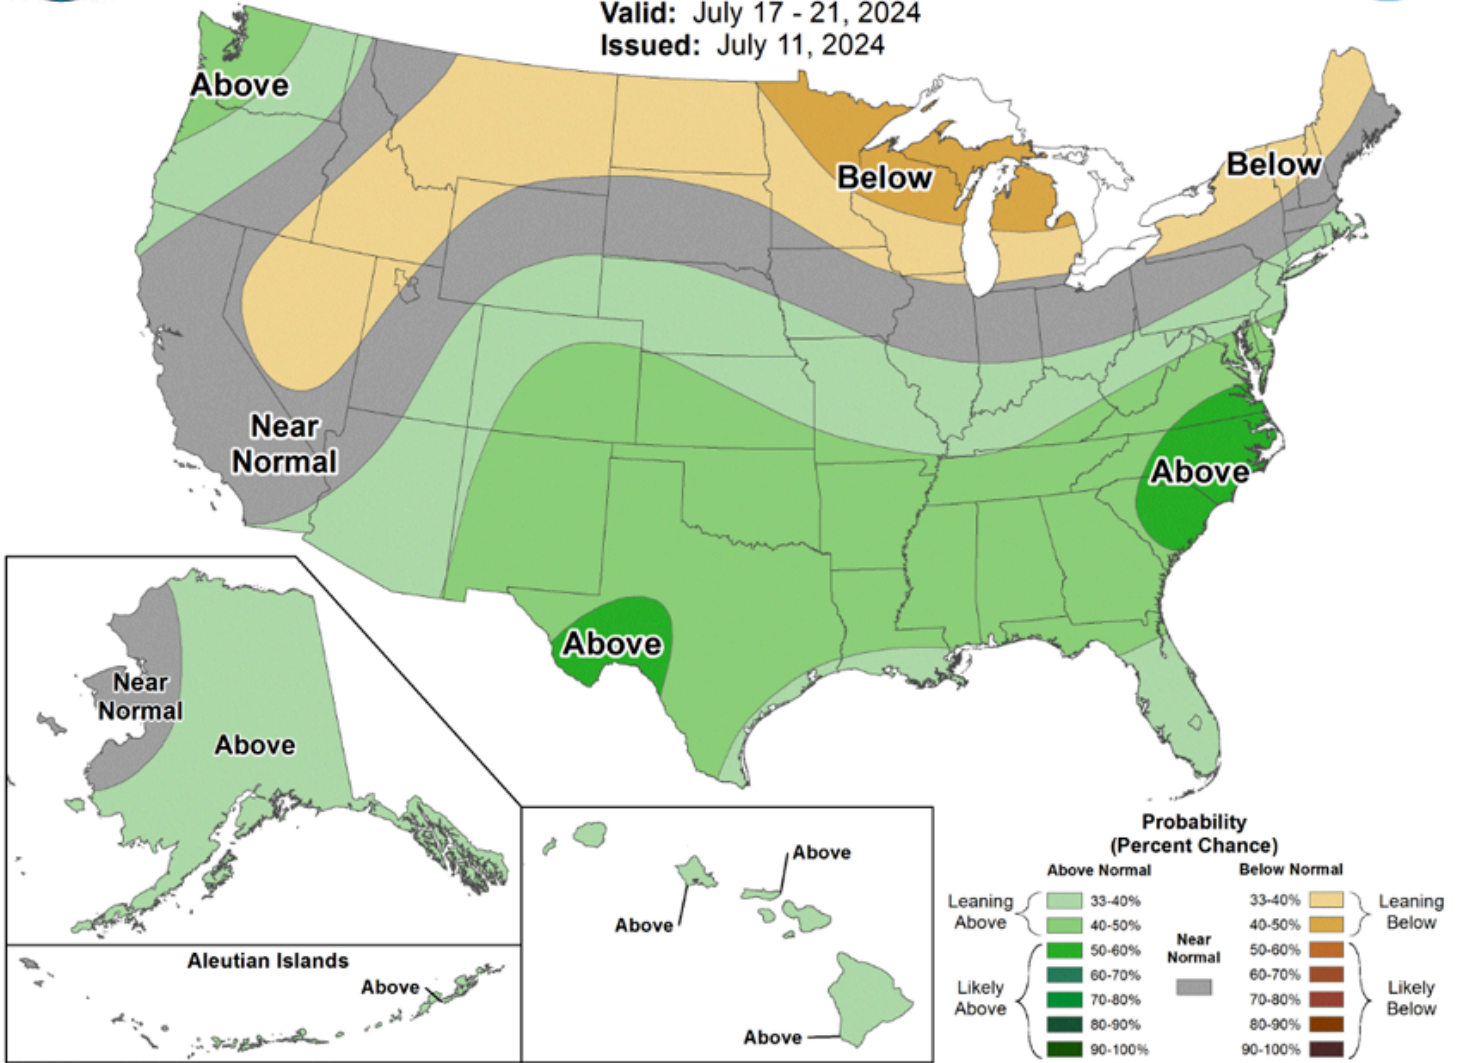 Valid: July 17 - 21, 2024
Issued: July 11, 2024
Above
Below
Below
Near
Normal
Above
Above
Near
Normal
Above
Aleutian Islands
Above
Above
Above
Above
Probability
(Percent Chance)
Above Normal
Below Normal
Leaning
Above
33-40%
40-50%
Likely
Above
50-60%
60-70%
70-80%
80-90%
90-100%
Near
Normal
33-40%
40-50%
Leaning
Below
50-60%
60-70%
70-80%
80-90%
90-100%
Likely
Below